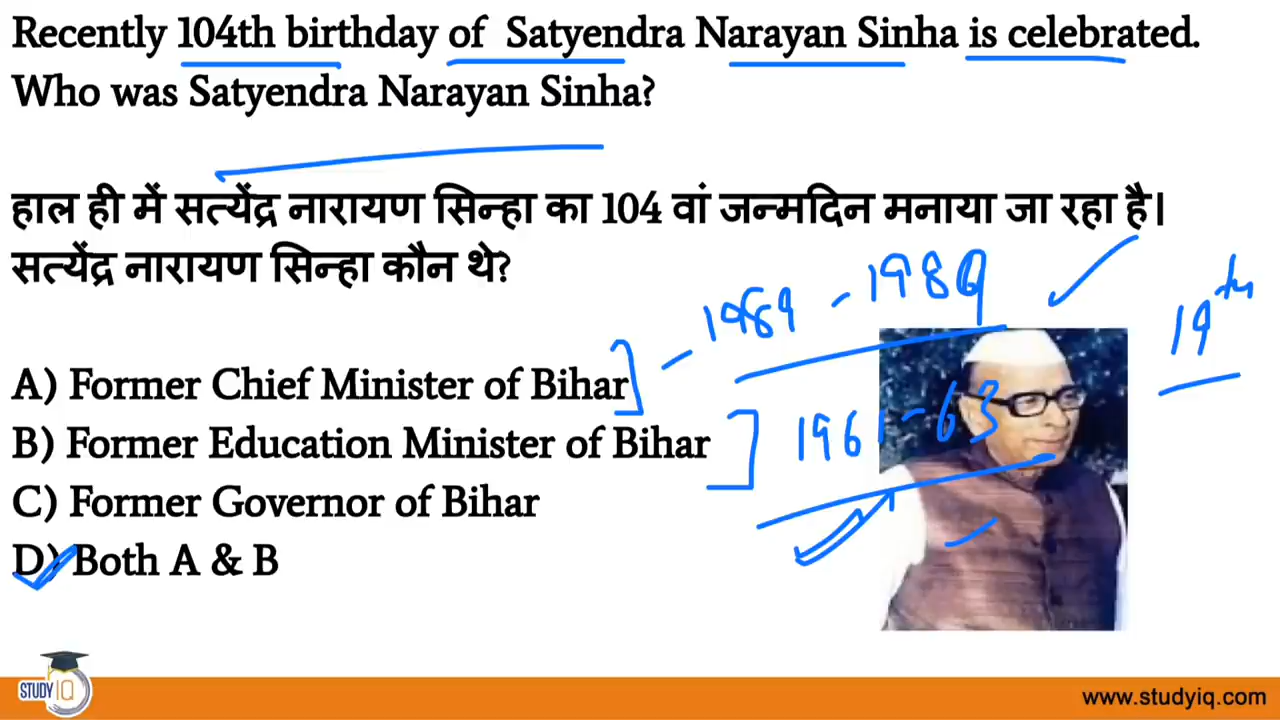 Recently 104th birthday of Satyendra Narayan Sinha is celebrated.
Who was Satyendra Narayan Sinha?
हाल ही में सत्येंद्र नारायण सिन्हा का 104 वां जन्मदिन मनाया जा रहा है।
सत्येंद्र नारायण सिन्हा कौन थे?
A) Former Chief Minister of Bihar
- 1989 - 1989
19th
B) Former Education Minister of Bihar
1961-63
C) Former Governor of Bihar
D) Both A & B
STUDY IQ
www.studyiq.com